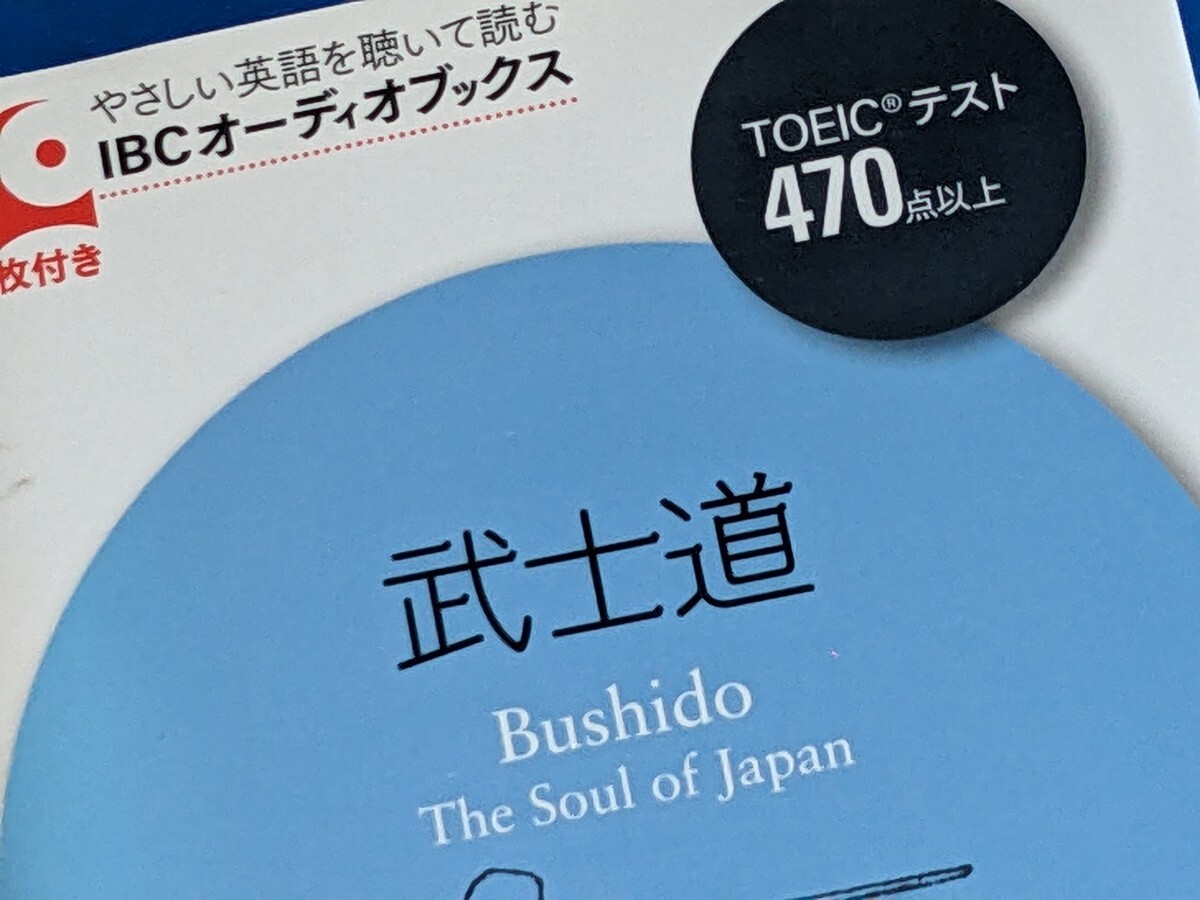 やさしい英語を聴いて読む
IBCオーディオブックス
枚付き
TOEIC®テスト
470点以上
武士道
Bushido
The Soul of Japan